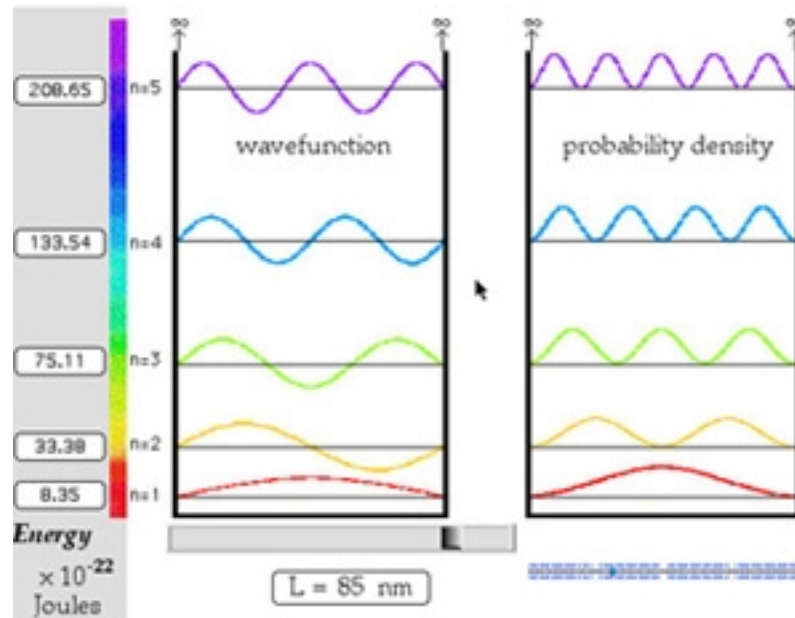 ∞
∞
∞
∞
208.65
n=5
wavefunction
probability density
133.54
n=4
75.11
n=3
33.38
n=2
8.35
n=1
Energy
× 10⁻²²
Joules
L = 85 nm